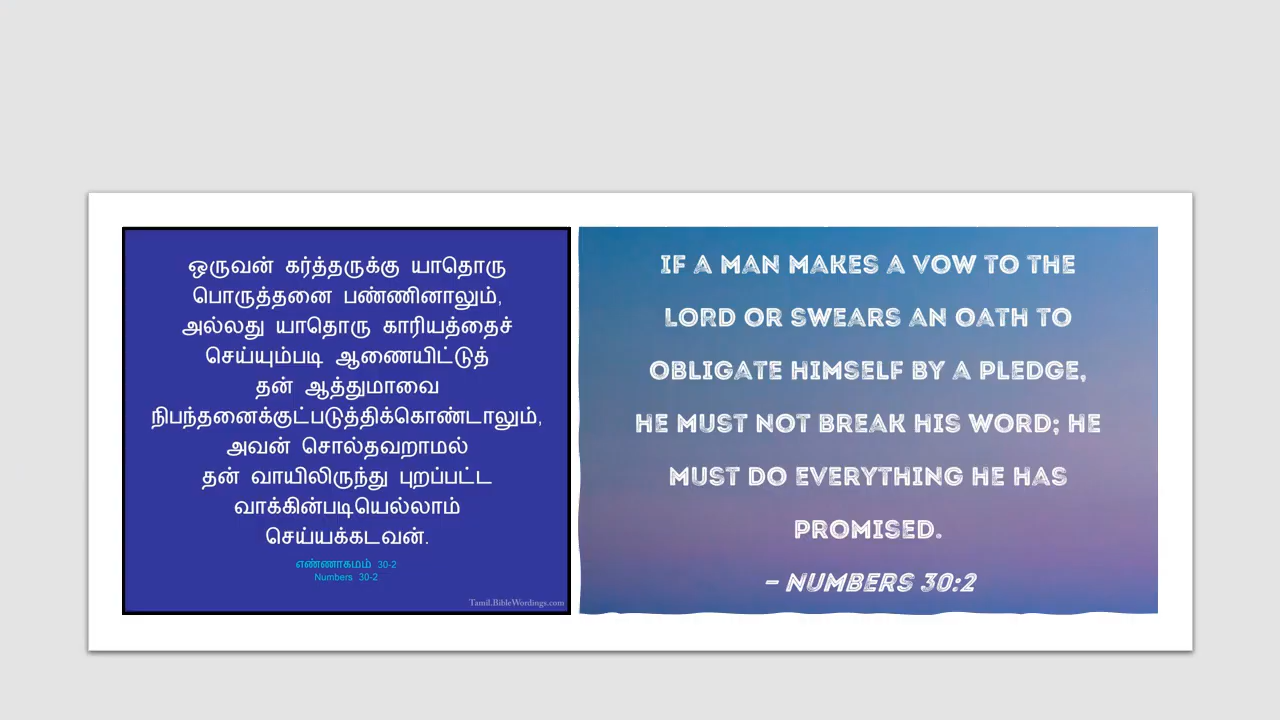 ஒருவன் கர்த்தருக்கு யாதொரு
பொருத்தனை பண்ணினாலும்,
அல்லது யாதொரு காரியத்தைச்
செய்யும்படி ஆணையிட்டுத்
தன் ஆத்துமாவை
நிபந்தனைக்குட்படுத்திக்கொண்டாலும்,
அவன் சொல்தவறாமல்
தன் வாயிலிருந்து புறப்பட்ட
வாக்கின்படியெல்லாம்
செய்யக்கடவன்.
எண்ணாகமம் 30-2
Numbers 30-2
Tamil.BibleWordings.com
IF A MAN MAKES A VOW TO THE
LORD OR SWEARS AN OATH TO
OBLIGATE HIMSELF BY A PLEDGE,
HE MUST NOT BREAK HIS WORD; HE
MUST DO EVERYTHING HE HAS
PROMISED.
– NUMBERS 30:2